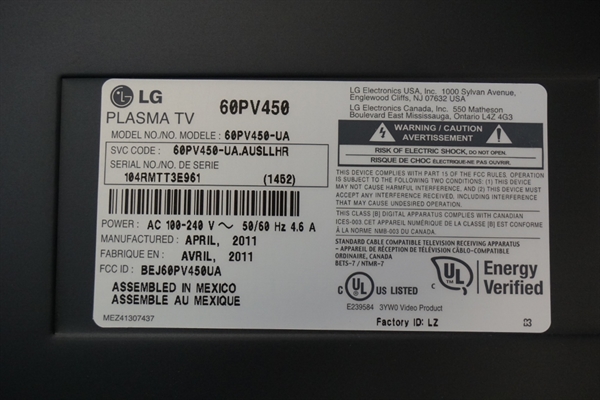 LG
60PV450
PLASMA TV
MODEL NO./NO. MODELE : 60PV450-UA
SVC CODE : 60PV450-UA.AUSLLHR
SERIAL NO./NO. DE SERIE
104RMTT3E961 (1452)
POWER : AC 100-240 V ~ 50/60 Hz 4.6 A
MANUFACTURED : APRIL, 2011
FABRIQUE EN : AVRIL, 2011
FCC ID : BEJ60PV450UA
ASSEMBLED IN MEXICO
ASSEMBLE AU MEXIQUE
MEZ41307437
LG Electronics USA, Inc. 1000 Sylvan Avenue,
Englewood Cliffs, NJ 07632 USA
LG Electronics Canada, Inc. 550 Matheson
Boulevard East Mississauga, Ontario L4Z 4G3
WARNING / CAUTION
AVERTISSEMENT
RISK OF ELECTRIC SHOCK, DO NOT OPEN.
RISQUE DE CHOC ELECTRIQUE-NE PAS OUVRIR.
THIS DEVICE COMPLIES WITH PART 15 OF THE FCC RULES. OPERATION
IS SUBJECT TO THE FOLLOWING TWO CONDITIONS: (1) THIS DEVICE
MAY NOT CAUSE HARMFUL INTERFERENCE, AND (2) THIS DEVICE MUST
ACCEPT ANY INTERFERENCE RECEIVED, INCLUDING INTERFERENCE
THAT MAY CAUSE UNDESIRED OPERATION.
THIS CLASS [B] DIGITAL APPARATUS COMPLIES WITH CANADIAN
ICES-003 CET APPAREIL NUMERIQUE DE LA CLASSE [B] EST CONFORME
À LA NORME NMB-003 DU CANADA.
STANDARD CABLE COMPATIBLE TELEVISION RECEIVING APPARATUS
- APPAREIL DE RÉCEPTION DE TÉLÉVISION CÂBLO-COMPATIBLE
ORDINAIRE, CANADA
BETS-7 / NTMR-7
C UL US LISTED
E239584 3YW0 Video Product
C UL
Energy
Verified
Factory ID: LZ
03